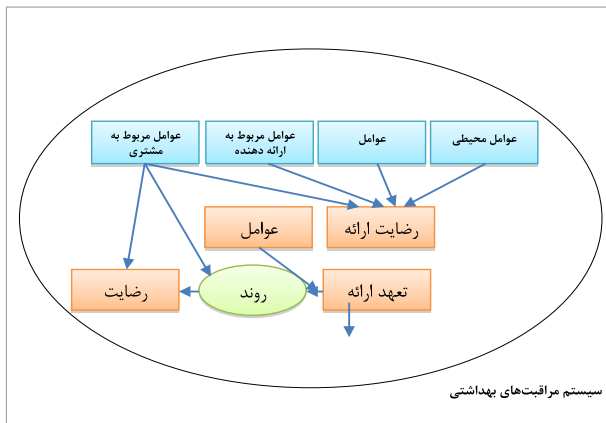 عوامل محیطی
عوامل
عوامل مربوط به
ارائه دهنده
عوامل مربوط به
مشتری
رضایت ارائه
عوامل
تعهد ارائه
روند
رضایت
سیستم مراقبت‌های بهداشتی